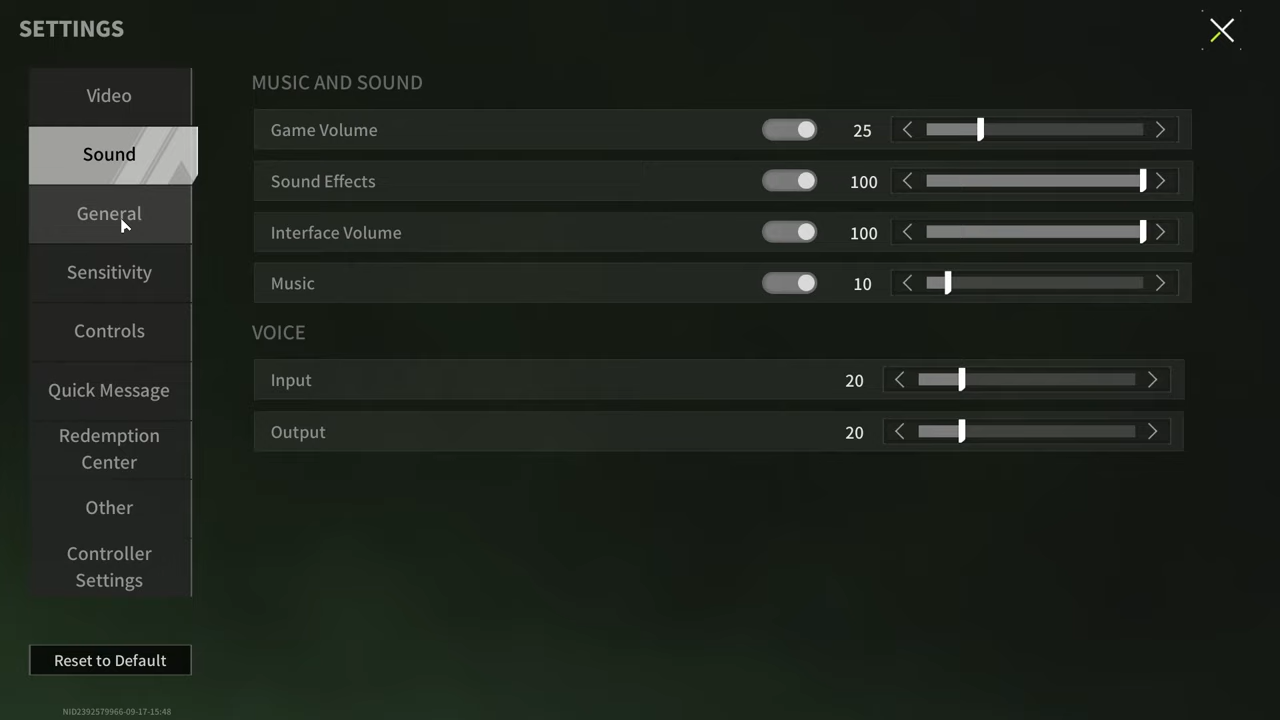 SETTINGS
Video
Sound
General
Sensitivity
Controls
Quick Message
Redemption
Center
Other
Controller
Settings
Reset to Default
NID2392579966-09-17-15:48
MUSIC AND SOUND
Game Volume 25
Sound Effects 100
Interface Volume 100
Music 10
VOICE
Input 20
Output 20